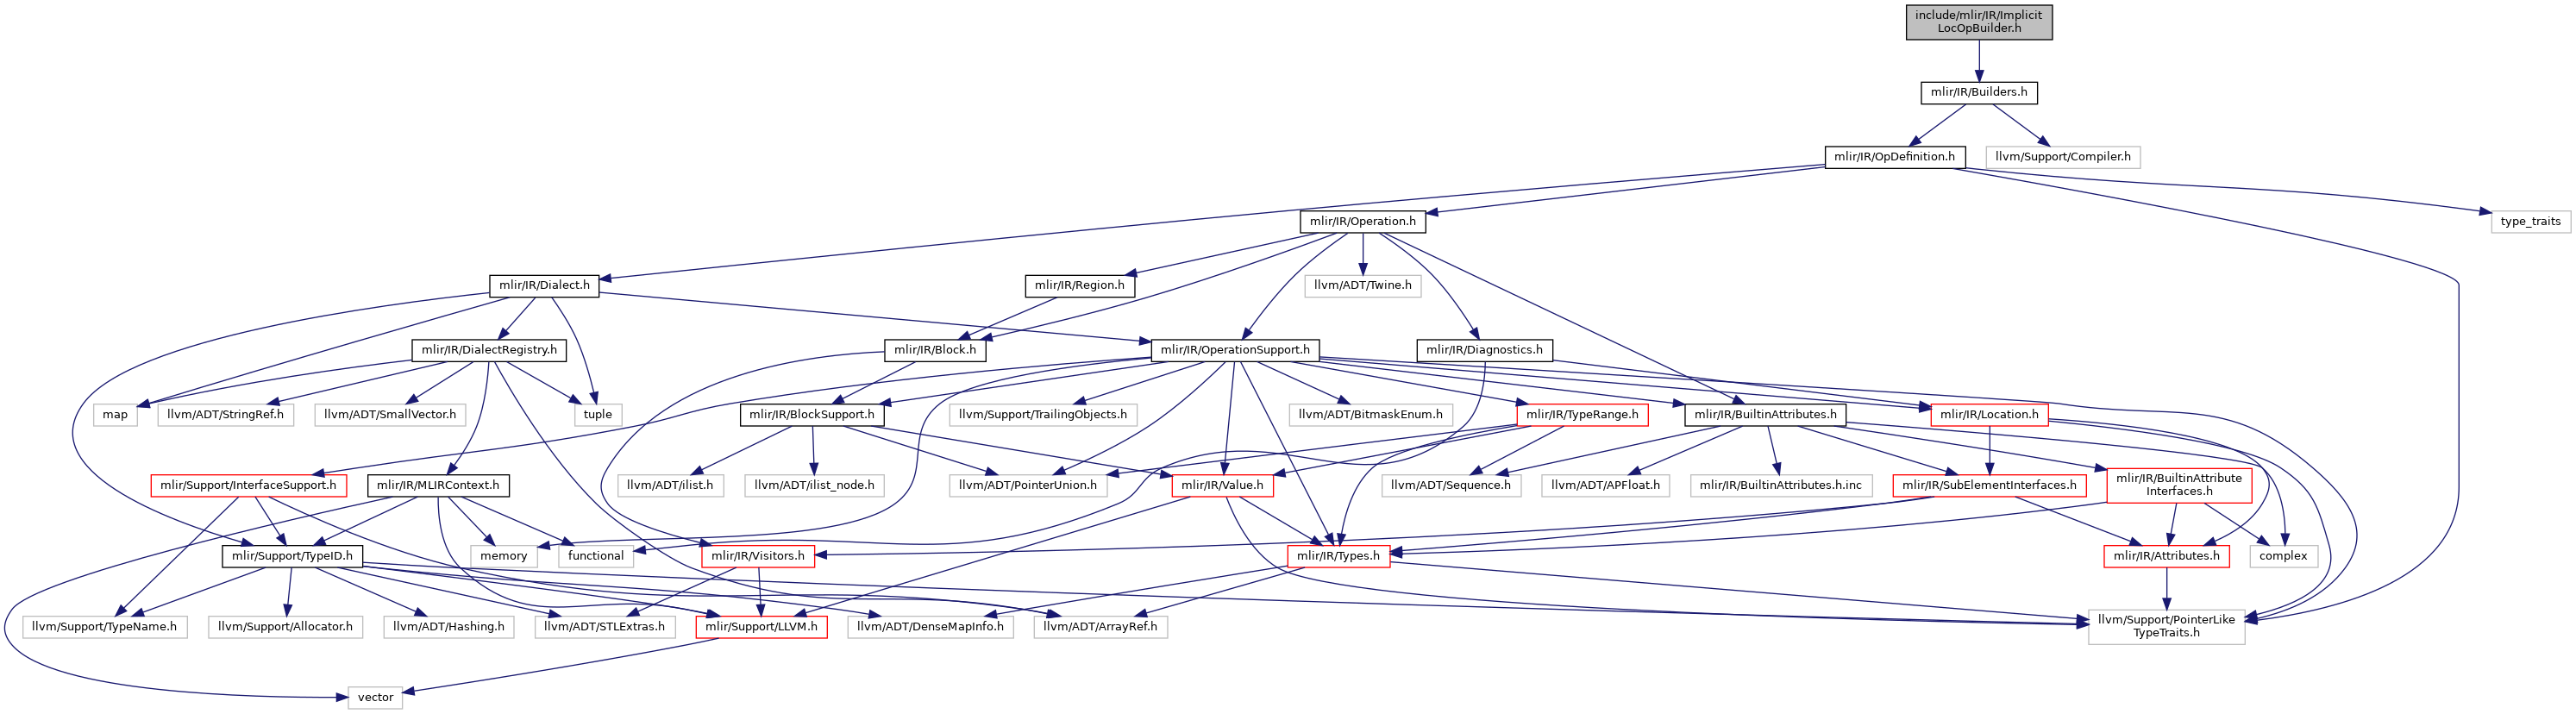 include/mlir/IR/Implicit
LocOpBuilder.h
mlir/IR/Builders.h
mlir/IR/OpDefinition.h
llvm/Support/Compiler.h
mlir/IR/Operation.h
type_traits
mlir/IR/Dialect.h
mlir/IR/Region.h
llvm/ADT/Twine.h
mlir/IR/DialectRegistry.h
mlir/IR/Block.h
mlir/IR/OperationSupport.h
mlir/IR/Diagnostics.h
map
llvm/ADT/StringRef.h
llvm/ADT/SmallVector.h
tuple
mlir/IR/BlockSupport.h
llvm/Support/TrailingObjects.h
llvm/ADT/BitmaskEnum.h
mlir/IR/TypeRange.h
mlir/IR/BuiltinAttributes.h
mlir/IR/Location.h
mlir/Support/InterfaceSupport.h
mlir/IR/MLIRContext.h
llvm/ADT/ilist.h
llvm/ADT/ilist_node.h
llvm/ADT/PointerUnion.h
mlir/IR/Value.h
llvm/ADT/Sequence.h
llvm/ADT/APFloat.h
mlir/IR/BuiltinAttributes.h.inc
mlir/IR/SubElementInterfaces.h
mlir/IR/BuiltinAttribute
Interfaces.h
mlir/Support/TypeID.h
memory
functional
mlir/IR/Visitors.h
mlir/IR/Types.h
mlir/IR/Attributes.h
complex
llvm/Support/TypeName.h
llvm/Support/Allocator.h
llvm/ADT/Hashing.h
llvm/ADT/STLExtras.h
mlir/Support/LLVM.h
llvm/ADT/DenseMapInfo.h
llvm/ADT/ArrayRef.h
llvm/Support/PointerLike
TypeTraits.h
vector